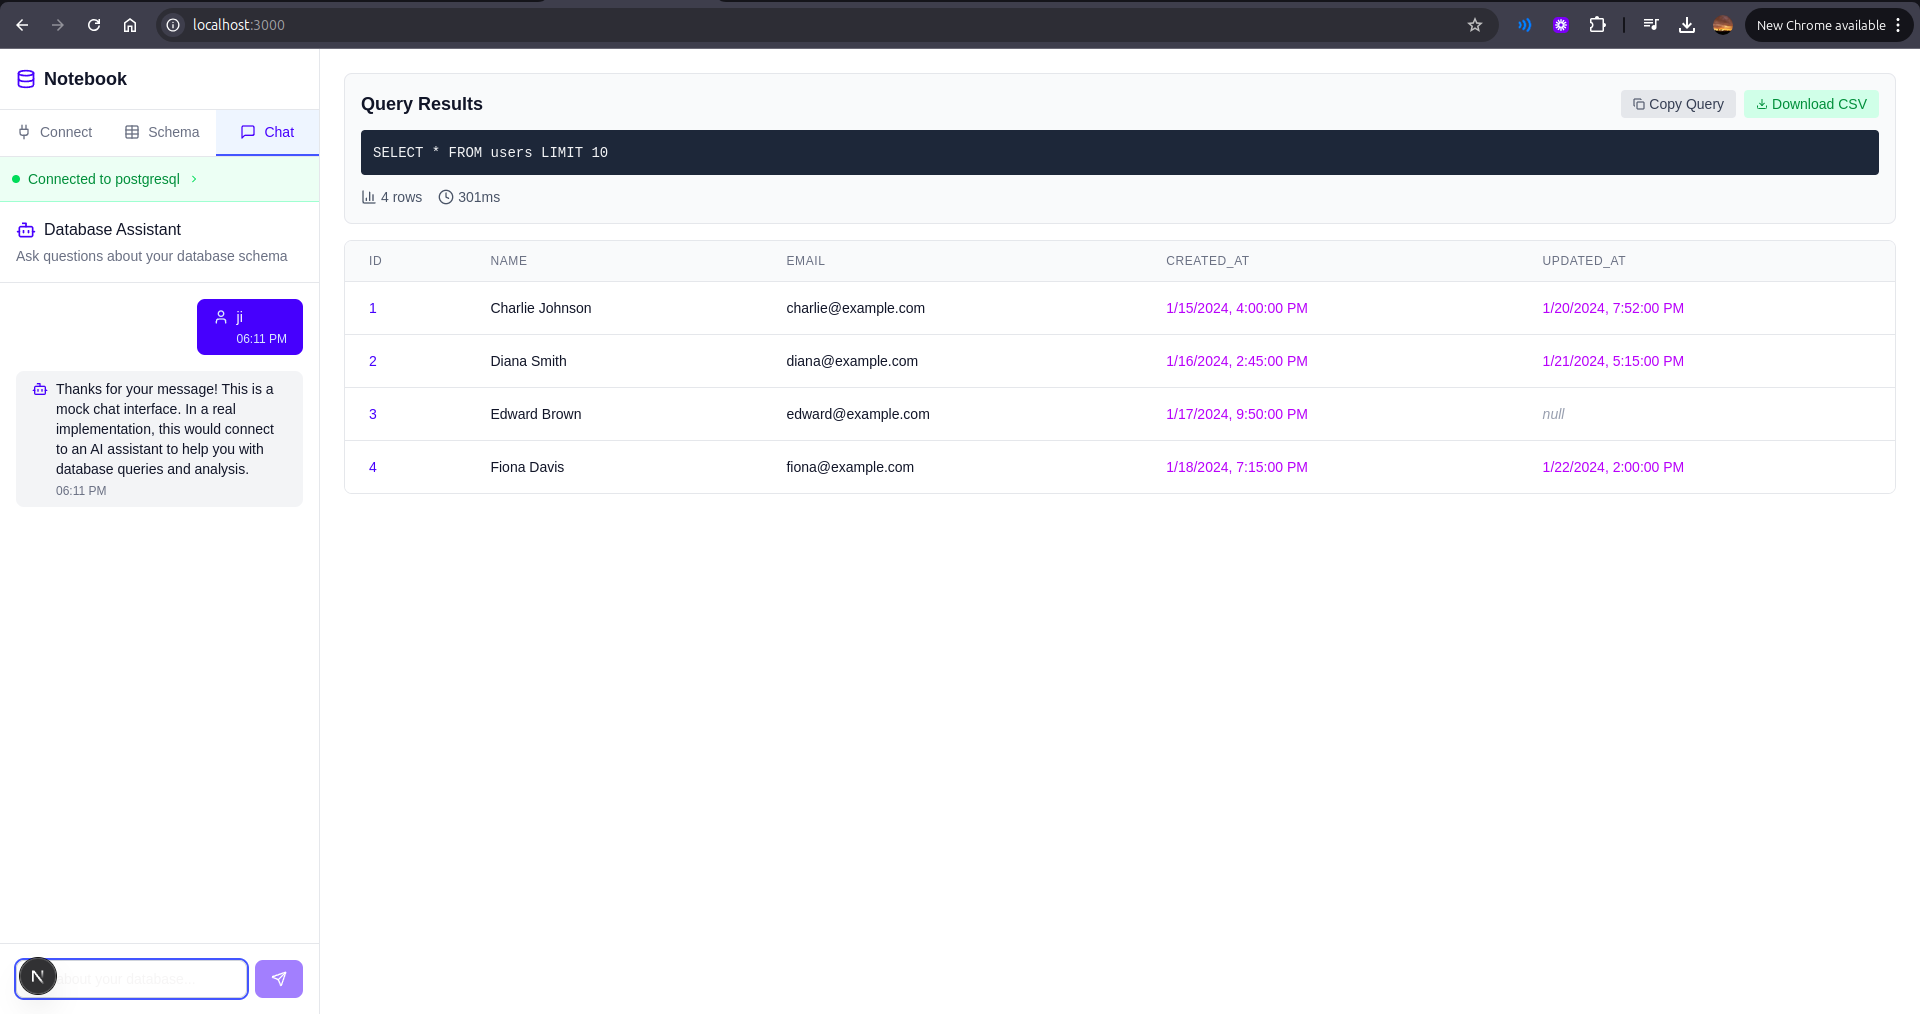 localhost:3000
New Chrome available
Notebook
Connect
Schema
Chat
Connected to postgresql
Database Assistant
Ask questions about your database schema
ji
06:11 PM
Thanks for your message! This is a
mock chat interface. In a real
implementation, this would connect
to an AI assistant to help you with
database queries and analysis.
06:11 PM
N
about your database...
Query Results
Copy Query
Download CSV
SELECT * FROM users LIMIT 10
4 rows
301ms
ID NAME EMAIL CREATED_AT UPDATED_AT
1 Charlie Johnson charlie@example.com 1/15/2024, 4:00:00 PM 1/20/2024, 7:52:00 PM
2 Diana Smith diana@example.com 1/16/2024, 2:45:00 PM 1/21/2024, 5:15:00 PM
3 Edward Brown edward@example.com 1/17/2024, 9:50:00 PM null
4 Fiona Davis fiona@example.com 1/18/2024, 7:15:00 PM 1/22/2024, 2:00:00 PM